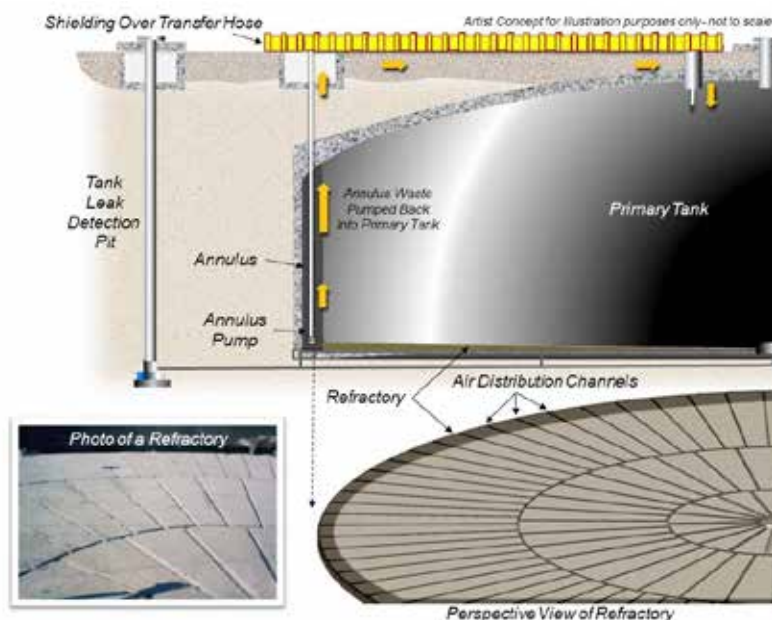 Shielding Over Transfer Hose
Artist Concept for Illustration purposes only- not to scale
Tank
Leak
Detection
Pit
Annulus Waste
Pumped Back
Into Primary Tank
Primary Tank
Annulus
Annulus
Pump
Refractory
Air Distribution Channels
Photo of a Refractory
Perspective View of Refractory